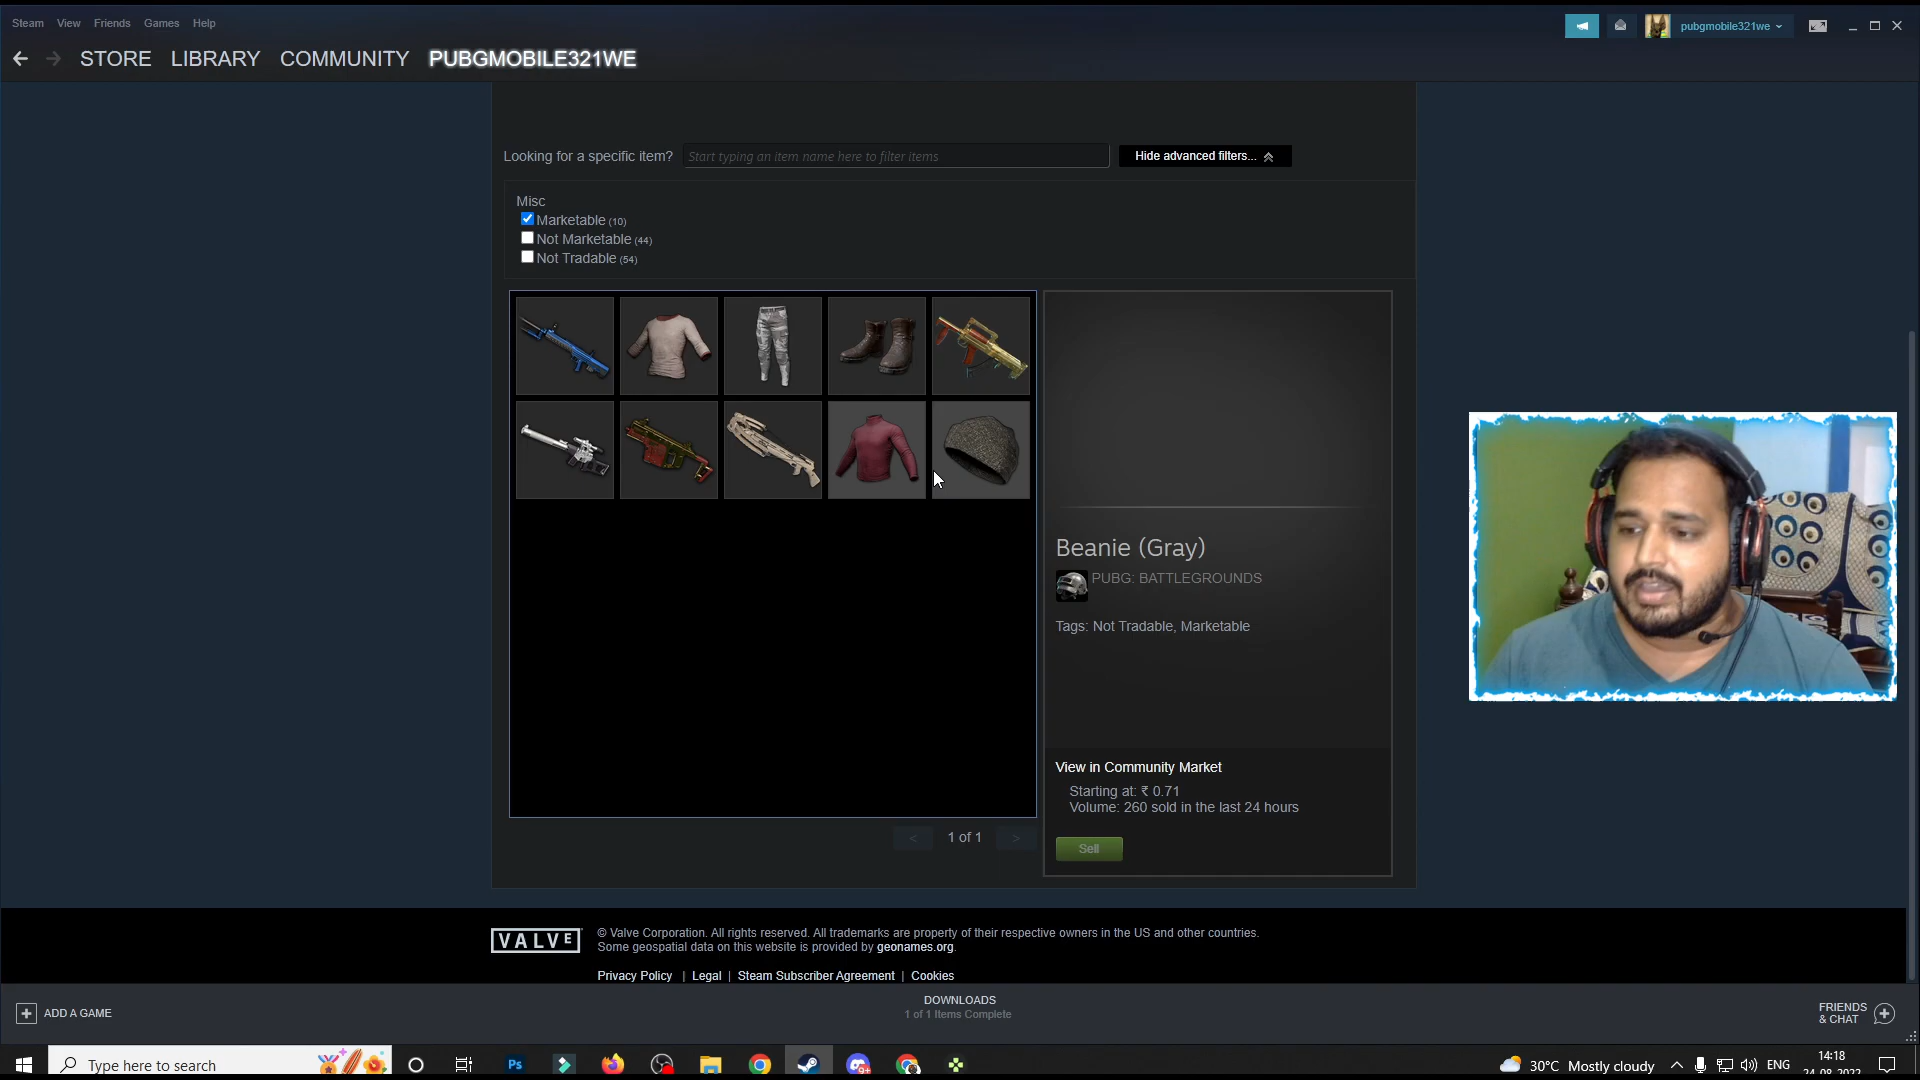 Steam View Friends Games Help
pubgmobile321we
STORE LIBRARY COMMUNITY PUBGMOBILE321WE
Looking for a specific item? Start typing an item name here to filter items Hide advanced filters...
Misc
Marketable (10)
Not Marketable (44)
Not Tradable (54)
Beanie (Gray)
PUBG: BATTLEGROUNDS
Tags: Not Tradable, Marketable
View in Community Market
Starting at: ₹ 0.71
Volume: 260 sold in the last 24 hours
< 1 of 1 >
Sell
VALVE
© Valve Corporation. All rights reserved. All trademarks are property of their respective owners in the US and other countries.
Some geospatial data on this website is provided by geonames.org.
Privacy Policy | Legal | Steam Subscriber Agreement | Cookies
DOWNLOADS
1 of 1 Items Complete
+ ADD A GAME
FRIENDS
& CHAT
Type here to search
Ps
9+
30°C Mostly cloudy
ENG
14:18
24-08-2022